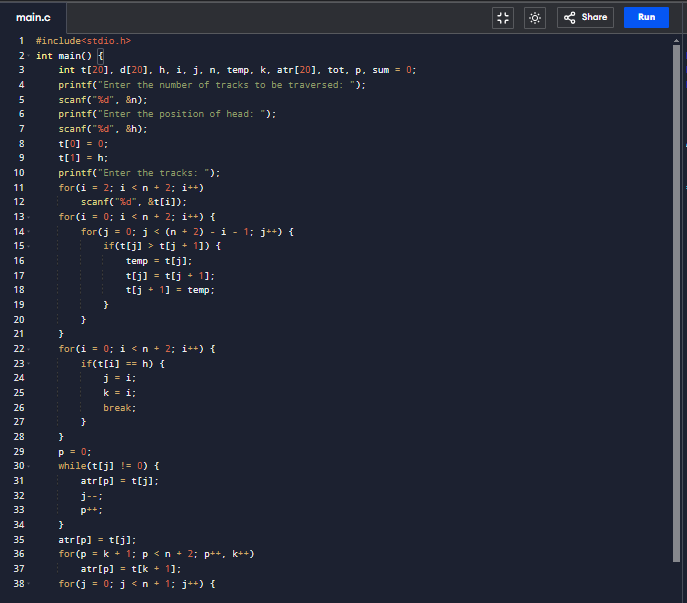 main.c
Share
Run
1 #include<stdio.h>
2 int main() {
3 int t[20], d[20], h, i, j, n, temp, k, atr[20], tot, p, sum = 0;
4 printf("Enter the number of tracks to be traversed: ");
5 scanf("%d", &n);
6 printf("Enter the position of head: ");
7 scanf("%d", &h);
8 t[0] = 0;
9 t[1] = h;
10 printf("Enter the tracks: ");
11 for(i = 2; i < n + 2; i++)
12 scanf("%d", &t[i]);
13 for(i = 0; i < n + 2; i++) {
14 for(j = 0; j < (n + 2) - i - 1; j++) {
15 if(t[j] > t[j + 1]) {
16 temp = t[j];
17 t[j] = t[j + 1];
18 t[j + 1] = temp;
19 }
20 }
21 }
22 for(i = 0; i < n + 2; i++) {
23 if(t[i] == h) {
24 j = i;
25 k = i;
26 break;
27 }
28 }
29 p = 0;
30 while(t[j] != 0) {
31 atr[p] = t[j];
32 j--;
33 p++;
34 }
35 atr[p] = t[j];
36 for(p = k + 1; p < n + 2; p++, k++)
37 atr[p] = t[k + 1];
38 for(j = 0; j < n + 1; j++) {